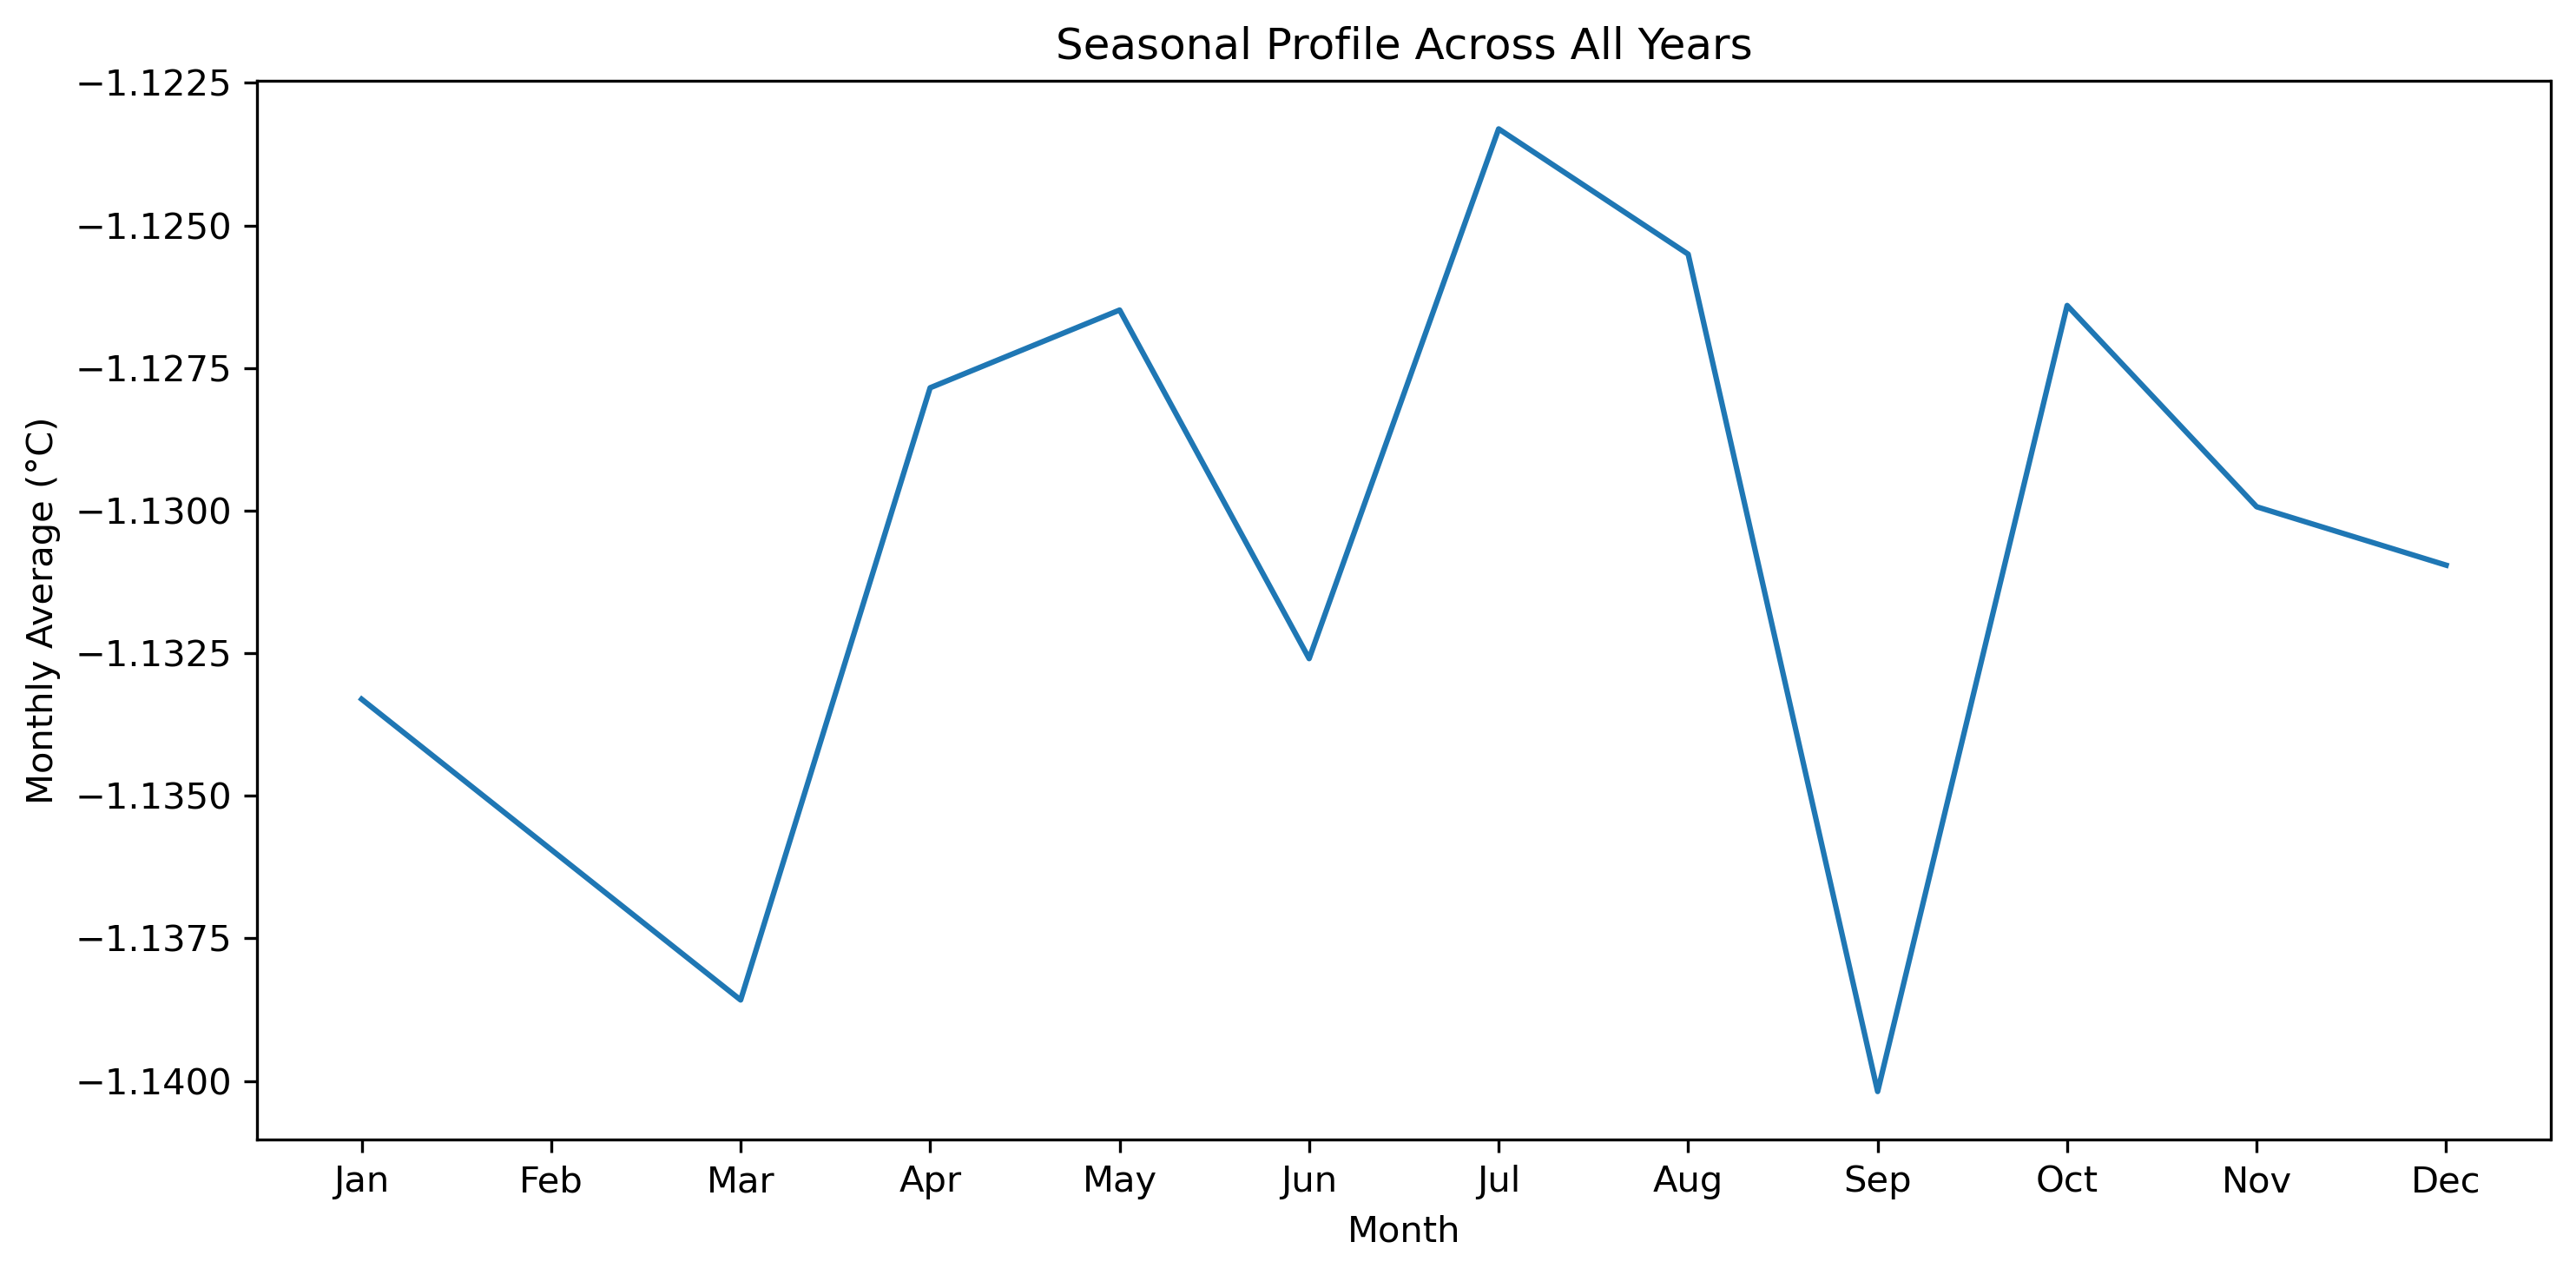 Seasonal Profile Across All Years
Monthly Average (°C)
−1.1225
−1.1250
−1.1275
−1.1300
−1.1325
−1.1350
−1.1375
−1.1400
Jan Feb Mar Apr May Jun Jul Aug Sep Oct Nov Dec
Month